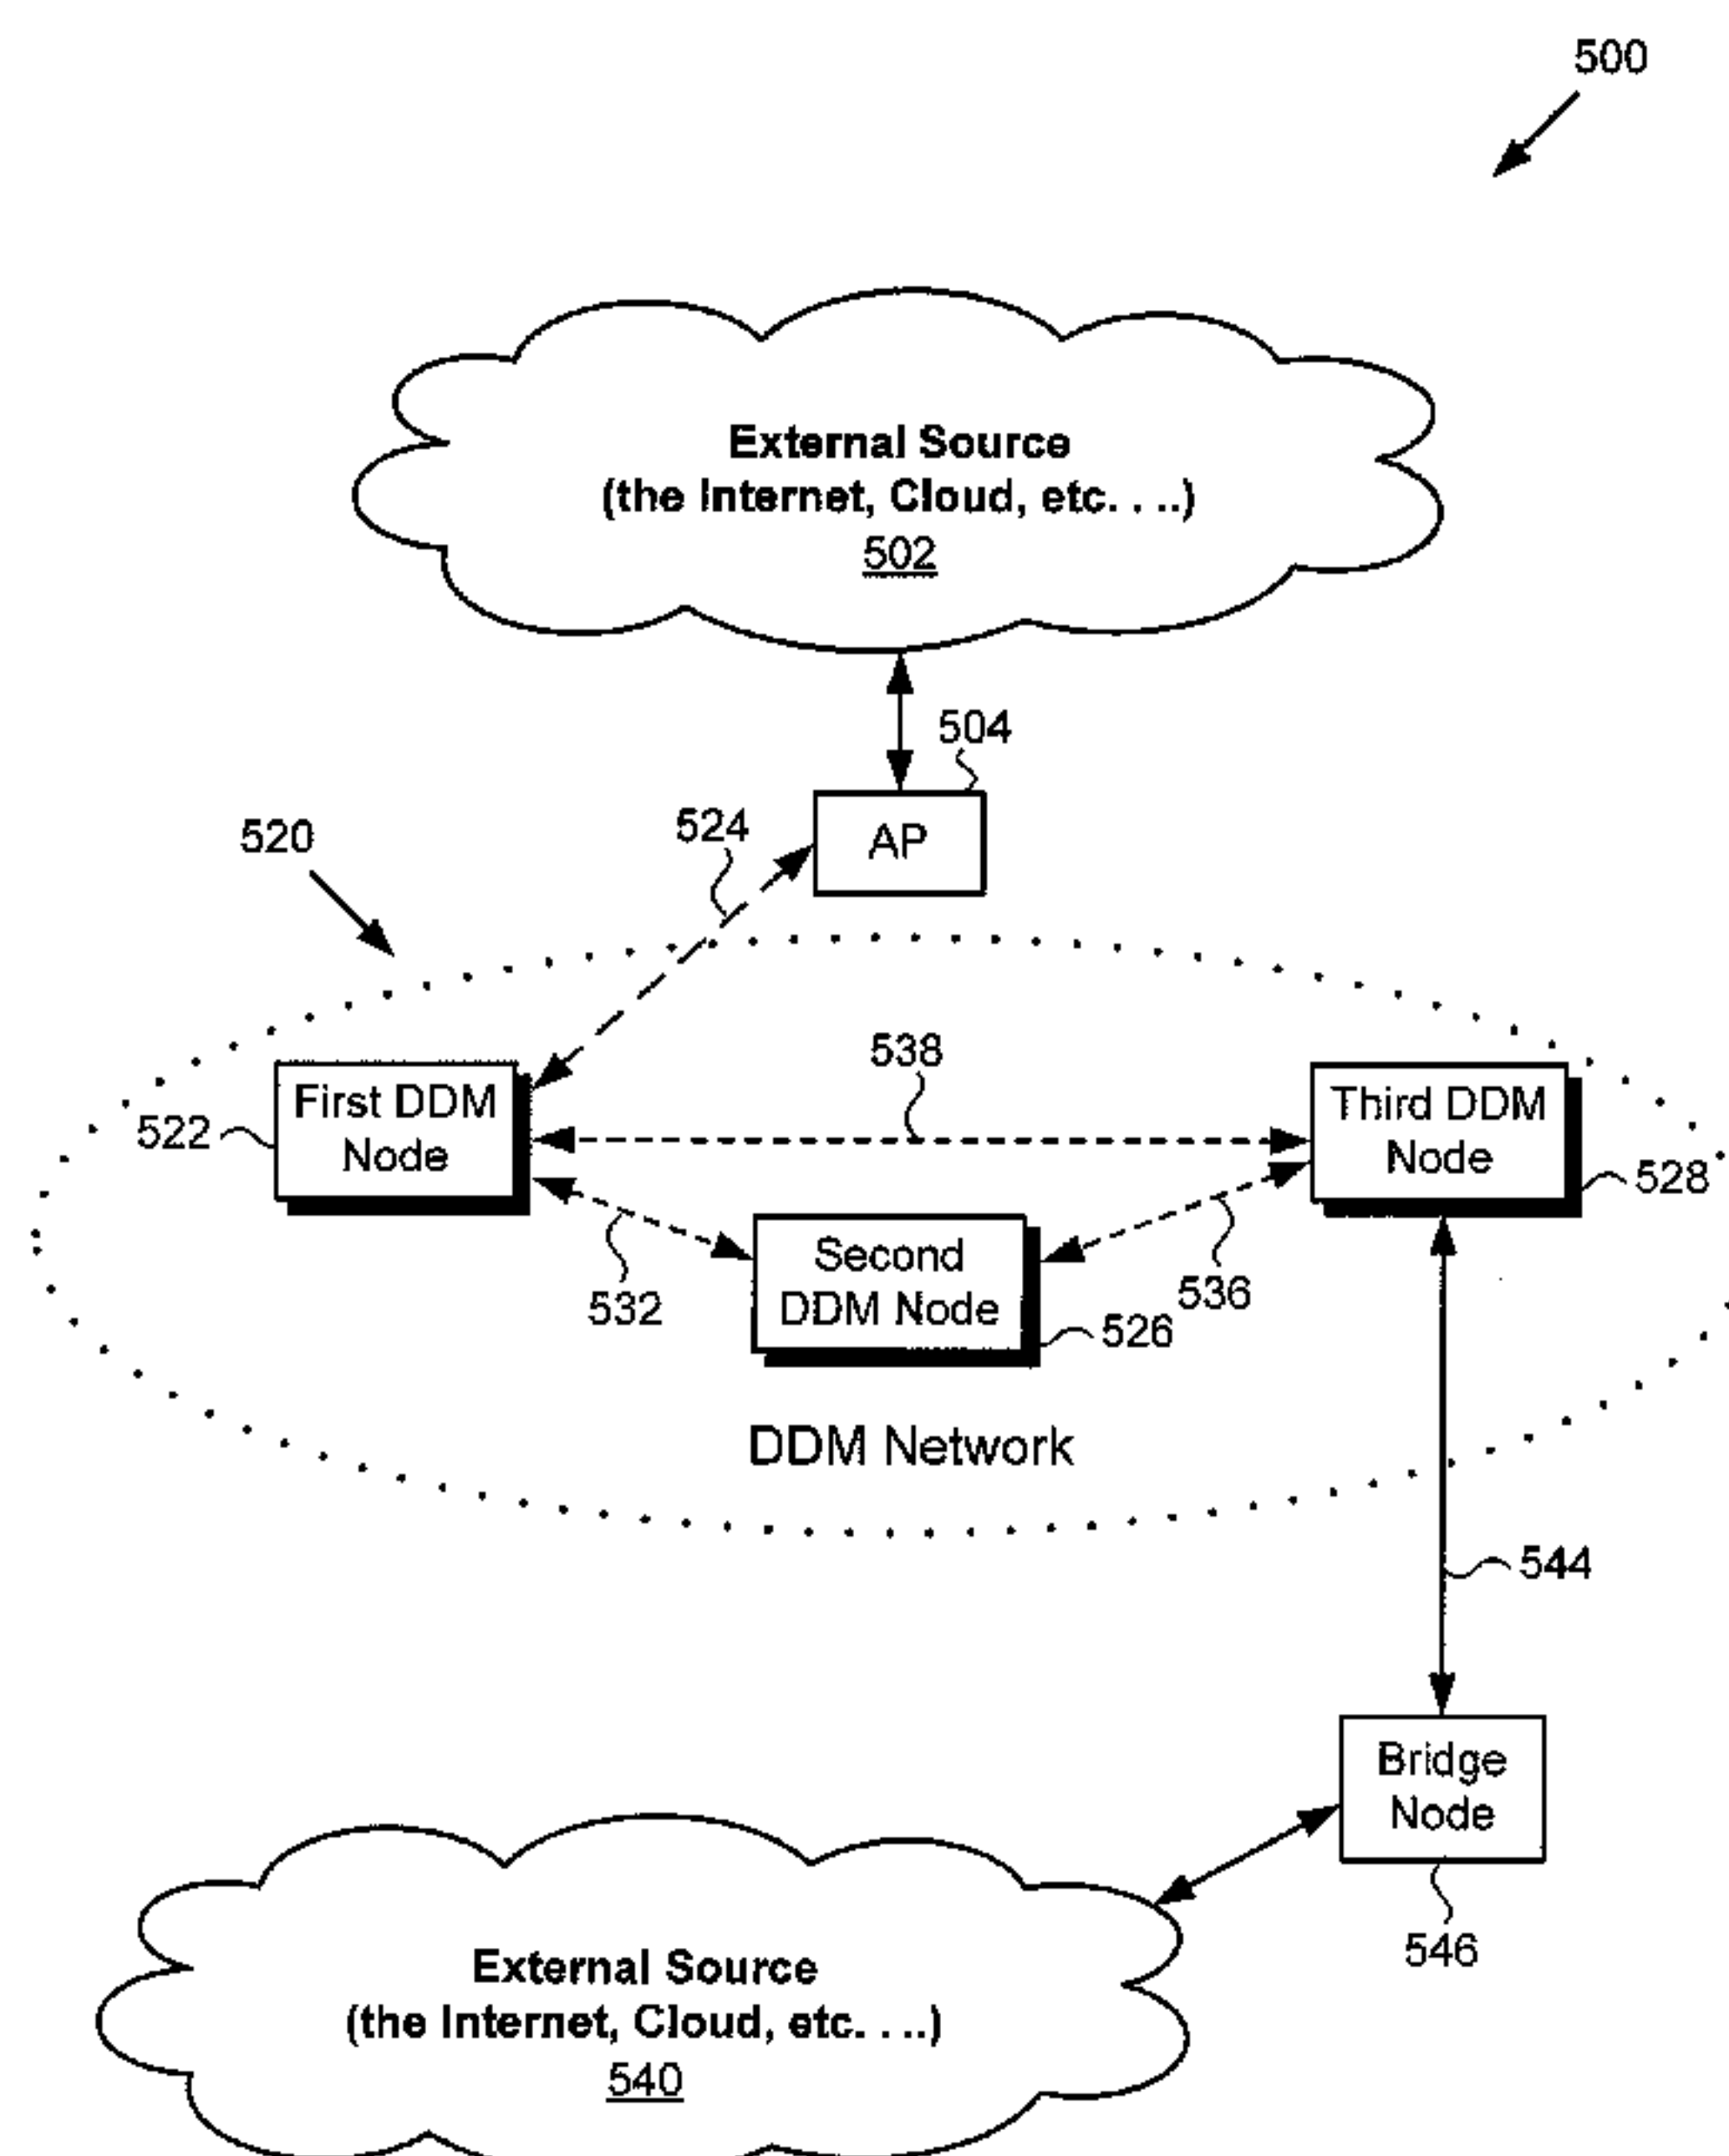 500
External Source
(the Internet, Cloud, etc. . ..)
502
504
AP
524
520
538
First DDM
Node
522
Third DDM
Node
528
Second
DDM Node
526
532
536
DDM Network
544
Bridge
Node
546
External Source
(the Internet, Cloud, etc. . ..)
540